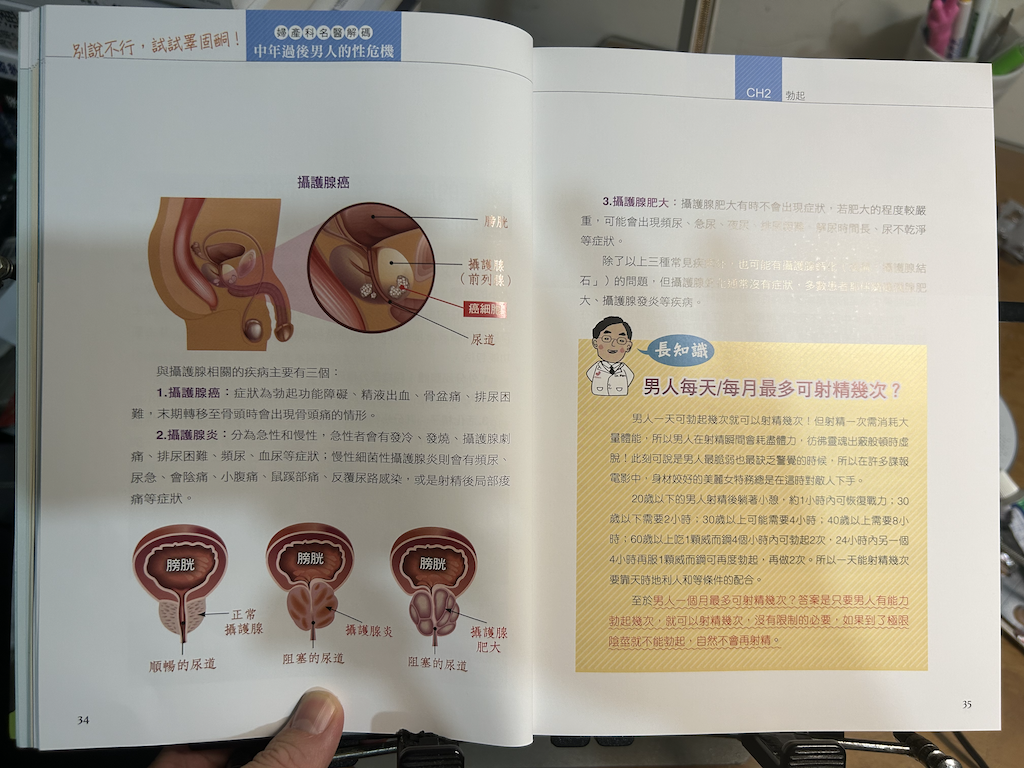 別說不行，試試睪固酮！
婦產科名醫解碼
中年過後男人的性危機
攝護腺癌
膀胱
攝護腺
（前列腺）
癌細胞
尿道
與攝護腺相關的疾病主要有三個：
1.攝護腺癌：症狀為勃起功能障礙、精液出血、骨盆痛、排尿困
難，末期轉移至骨頭時會出現骨頭痛的情形。
2.攝護腺炎：分為急性和慢性，急性者會有發冷、發燒、攝護腺劇
痛、排尿困難、頻尿、血尿等症狀；慢性細菌性攝護腺炎則會有頻尿、
尿急、會陰痛、小腹痛、鼠蹊部痛、反覆尿路感染，或是射精後局部痠
痛等症狀。
膀胱
正常
攝護腺
順暢的尿道
膀胱
攝護腺炎
阻塞的尿道
膀胱
攝護腺
肥大
阻塞的尿道
34
CH2
勃起
3.攝護腺肥大：攝護腺肥大有時不會出現症狀，若肥大的程度較嚴
重，可能會出現頻尿、急尿、夜尿、尿時間長、尿不乾淨
等症狀。
除了以上三種常見疾，也可能有攝護腺腺結
石」）的問題，但攝護腺通常沒有症狀，多腺肥
大、攝護腺發炎等疾病。
長知識
男人每天/每月最多可射精幾次？
男人一天可勃起幾次就可以射精幾次！但射精一次需消耗大
量體能，所以男人在射精瞬間會耗盡體力，彷彿靈魂出竅般頓時虛
脫！此刻可說是男人最脆弱也最缺乏警覺的時候，所以在許多諜報
電影中，身材姣好的美麗女特務總是在這時對敵人下手。
20歲以下的男人射精後躺著小憩，約1小時內可恢復戰力；30
歲以下需要2小時；30歲以上可能需要4小時；40歲以上需要8小
時；60歲以上吃1顆威而鋼4個小時內可勃起2次，24小時內另一個
4小時再服1顆威而鋼可再度勃起，再做2次。所以一天能射精幾次
要靠天時地利人和等條件的配合。
至於男人一個月最多可射精幾次？答案是只要男人有能力
勃起幾次，就可以射精幾次，沒有限制的必要，如果到了極限
陰莖就不能勃起，自然不會再射精。
35